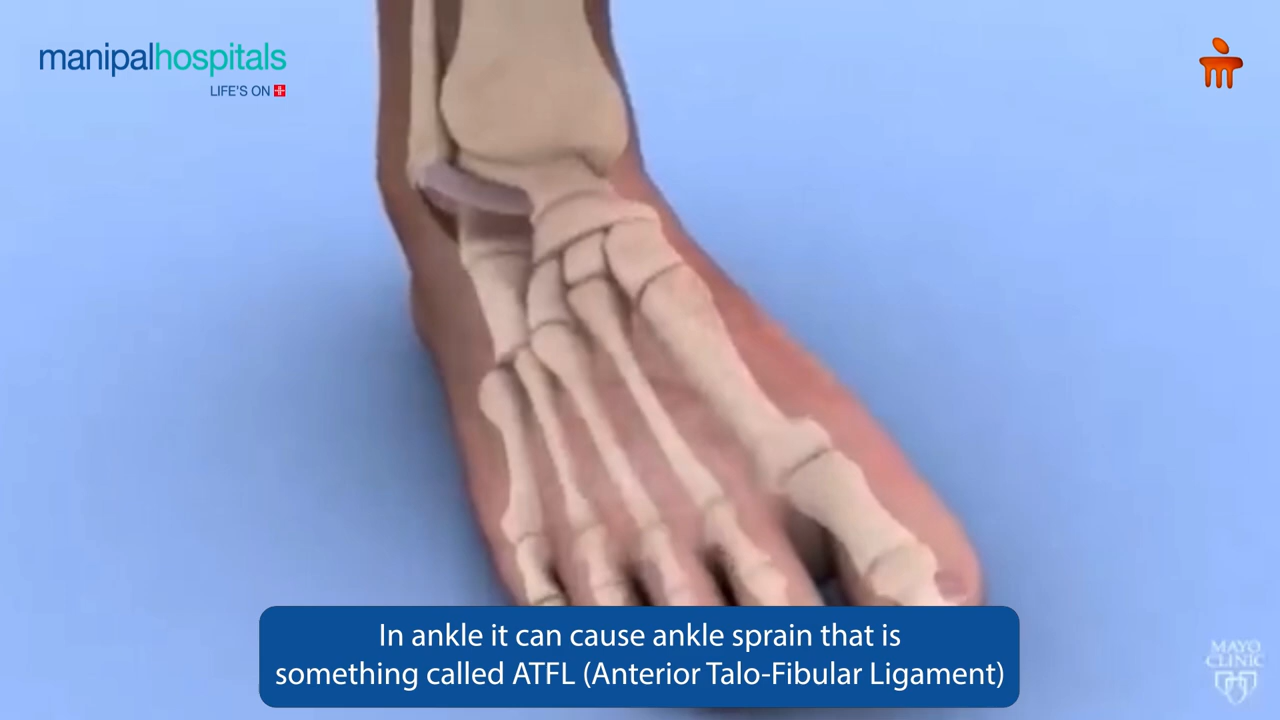 manipalhospitals
LIFE'S ON
In ankle it can cause ankle sprain that is
something called ATFL (Anterior Talo-Fibular Ligament)
MAYO
CLINIC